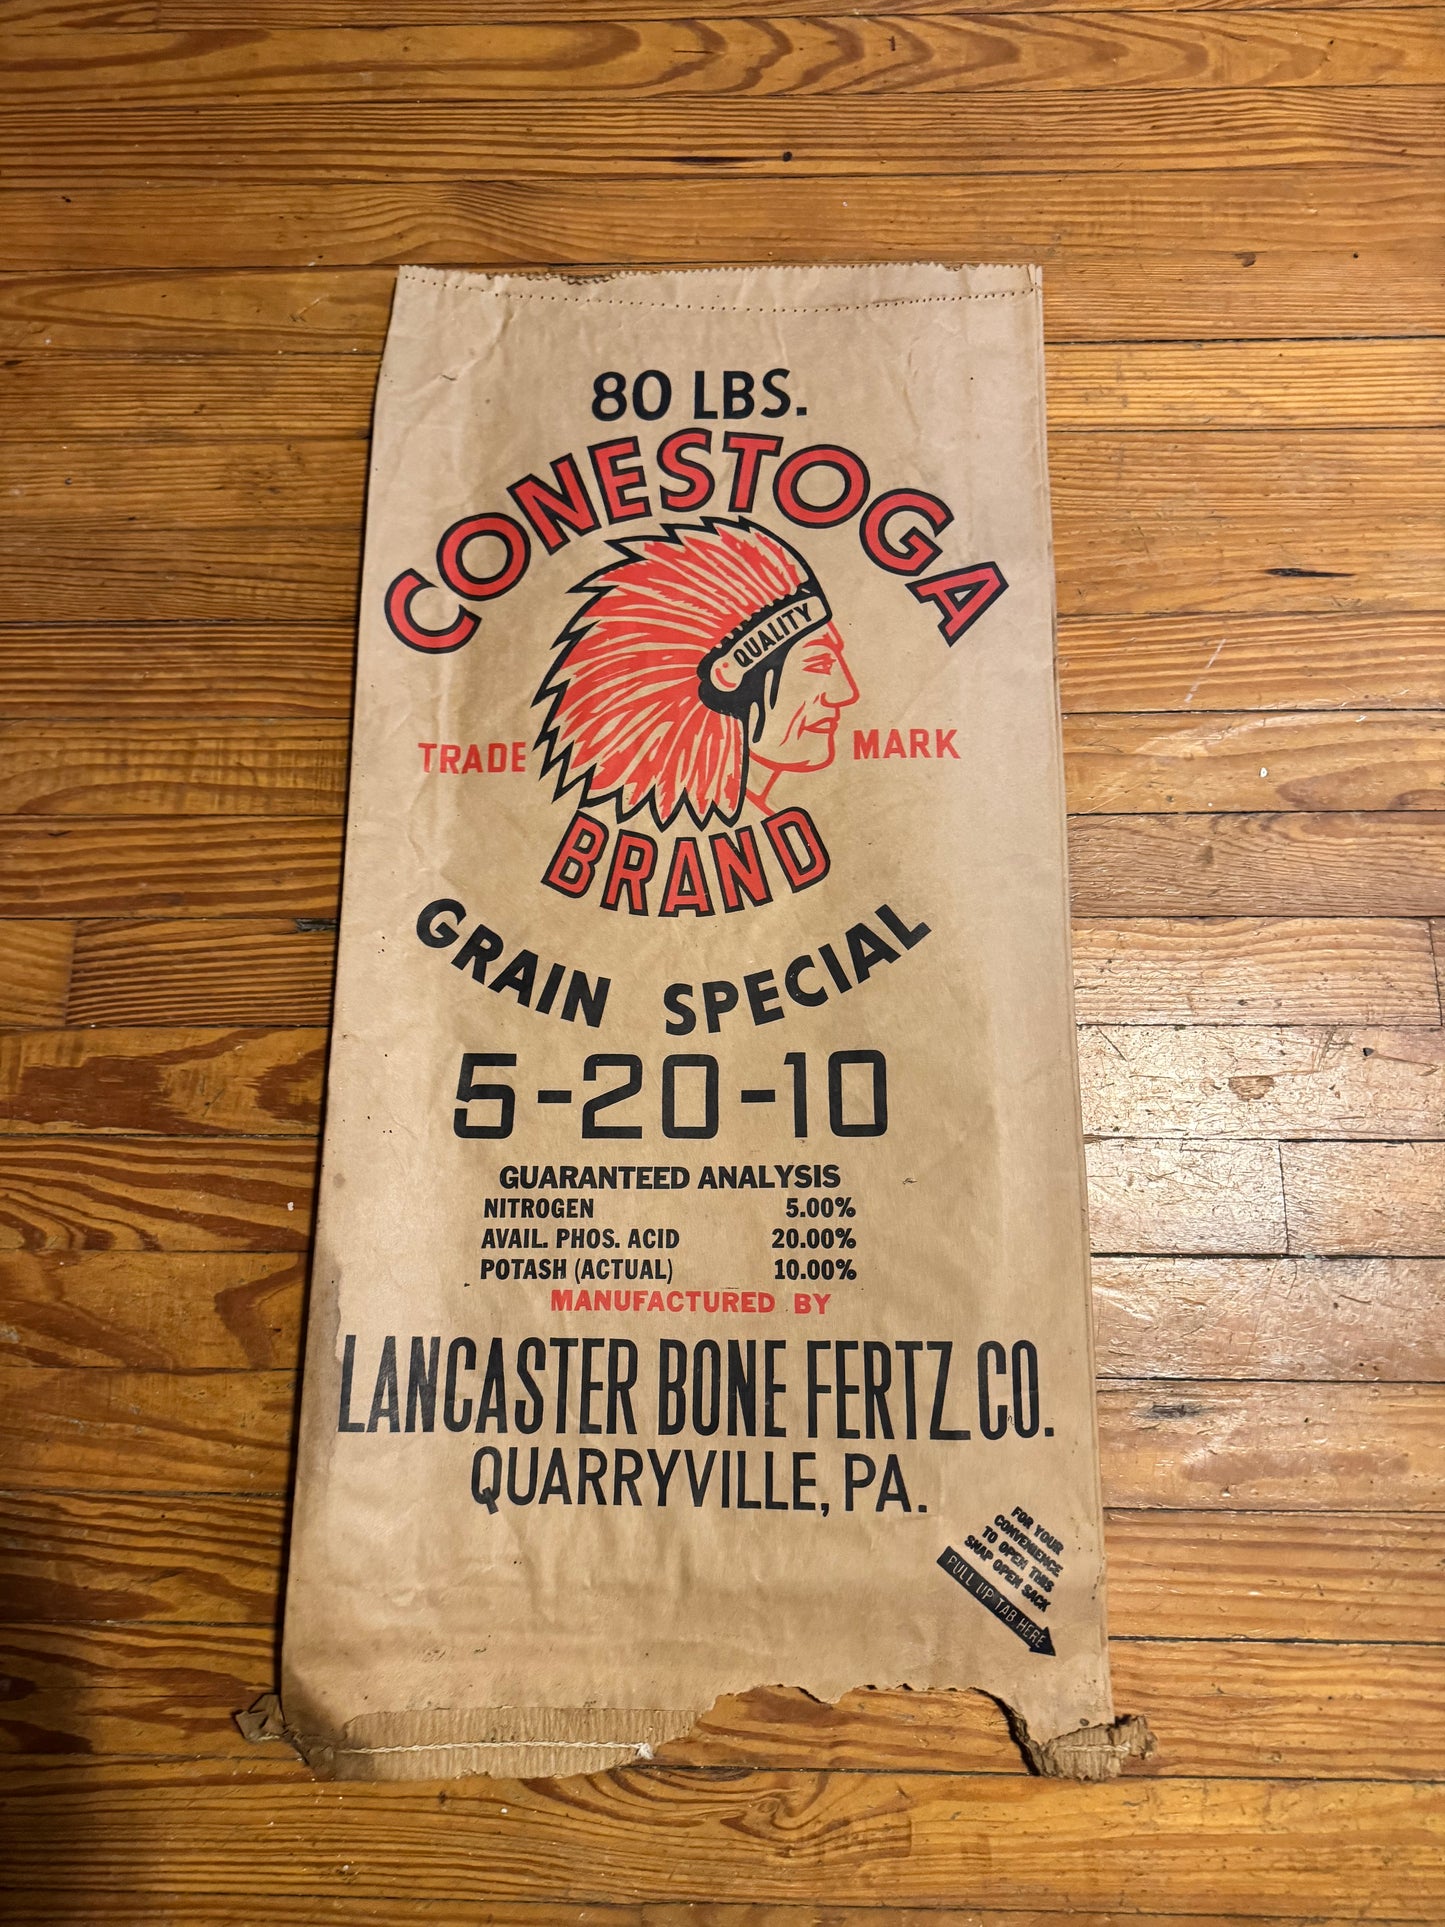 80 LBS.
CONESTOGA
QUALITY
TRADE MARK
BRAND
GRAIN SPECIAL
5-20-10
GUARANTEED ANALYSIS
NITROGEN 5.00%
AVAIL. PHOS. ACID 20.00%
POTASH (ACTUAL) 10.00%
MANUFACTURED BY
LANCASTER BONE FERTZ. CO.
QUARRYVILLE, PA.
FOR YOUR
CONVENIENCE
TO OPEN THIS
SNAP OPEN SACK
PULL UP TAB HERE